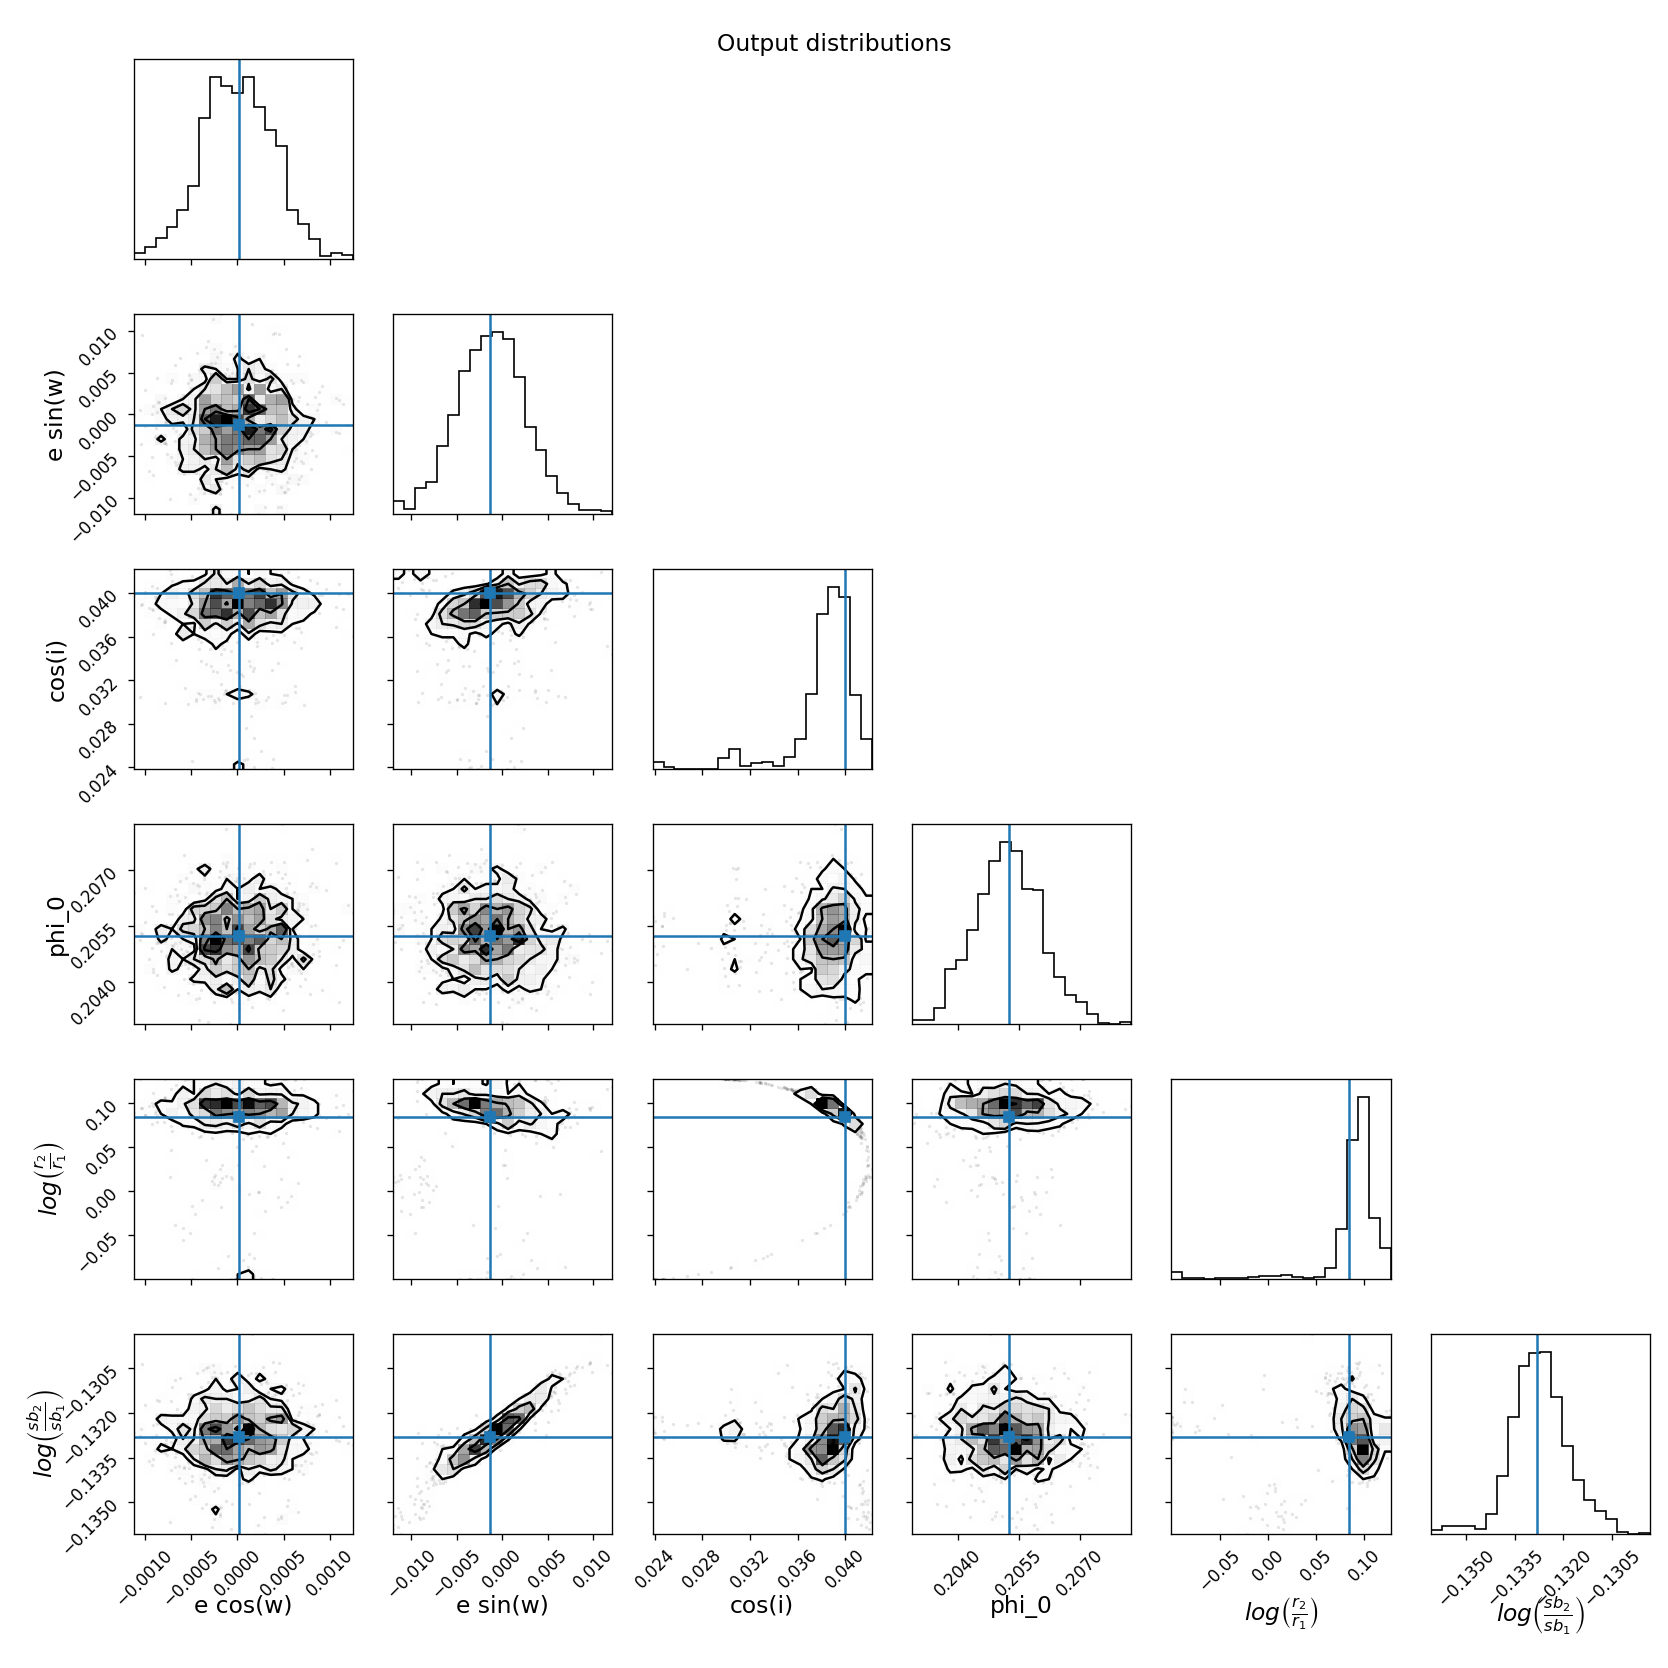 Output distributions
e sin(w)
0.010
0.005
0.000
−0.005
−0.010
cos(i)
0.040
0.036
0.032
0.028
0.024
phi_0
0.2070
0.2055
0.2040
log(r₂/r₁)
0.10
0.05
0.00
−0.05
log(sb₂/sb₁)
−0.1305
−0.1320
−0.1335
−0.1350
−0.0010 −0.0005 0.0000 0.0005 0.0010 −0.010 −0.005 0.000 0.005 0.010 0.024 0.028 0.032 0.036 0.040 0.2040 0.2055 0.2070 −0.05 0.00 0.05 0.10 −0.1350 −0.1335 −0.1320 −0.1305
e cos(w) e sin(w) cos(i) phi_0 log(r₂/r₁) log(sb₂/sb₁)